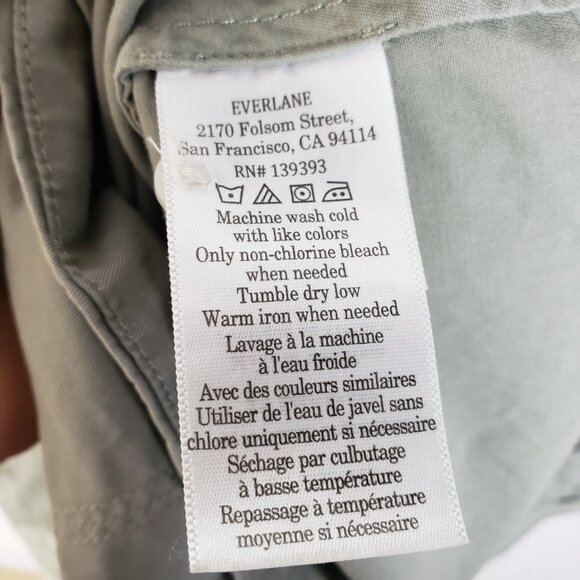 EVERLANE
2170 Folsom Street,
San Francisco, CA 94114
RN# 139393
Machine wash cold
with like colors
Only non-chlorine bleach
when needed
Tumble dry low
Warm iron when needed
Lavage à la machine
à l'eau froide
Avec des couleurs similaires
Utiliser de l'eau de javel sans
chlore uniquement si nécessaire
Séchage par culbutage
à basse température
Repassage à température
moyenne si nécessaire